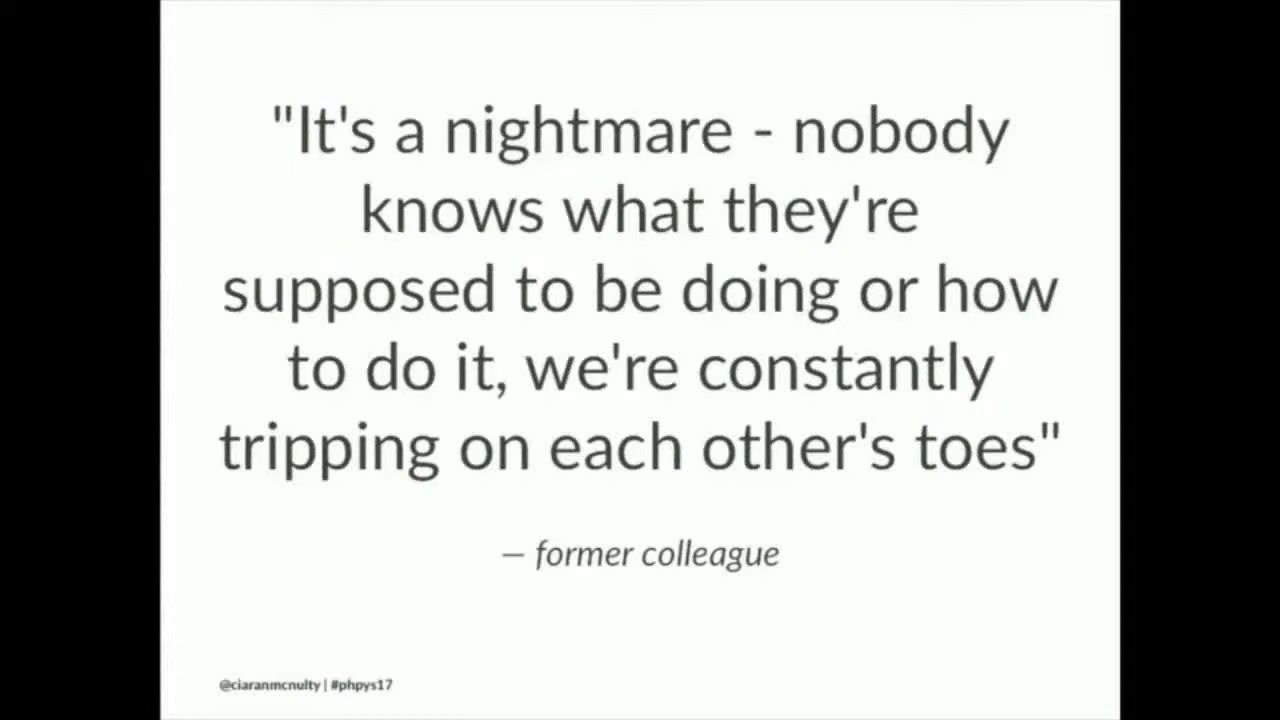 "It's a nightmare - nobody
knows what they're
supposed to be doing or how
to do it, we're constantly
tripping on each other's toes"
— former colleague
@ciaranmcnulty | #phpys17